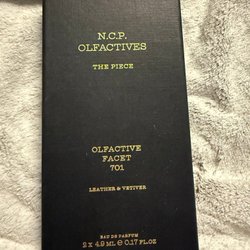 N.C.P.
OLFACTIVES
THE PIECE
OLFACTIVE
FACET
701
LEATHER & VETIVER
EAU DE PARFUM
2 x 4.9 ML ℮ 0.17 FL.OZ